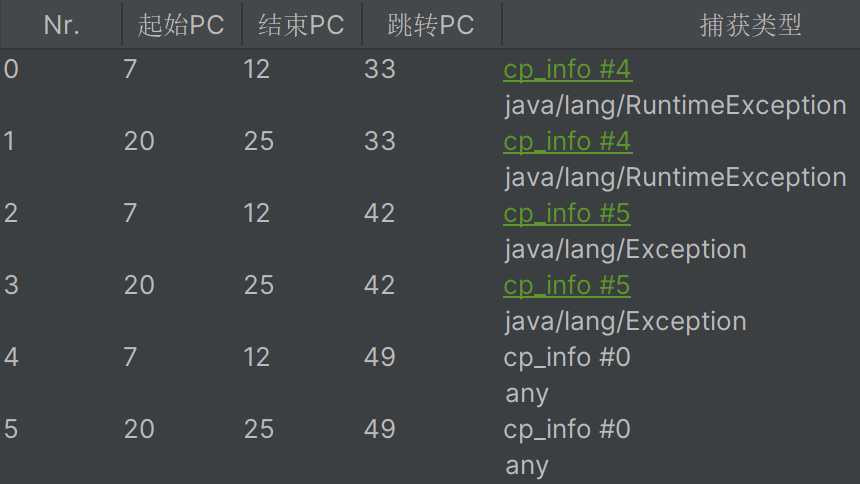 Nr. 起始PC 结束PC 跳转PC 捕获类型
0 7 12 33 cp_info #4
java/lang/RuntimeException
1 20 25 33 cp_info #4
java/lang/RuntimeException
2 7 12 42 cp_info #5
java/lang/Exception
3 20 25 42 cp_info #5
java/lang/Exception
4 7 12 49 cp_info #0
any
5 20 25 49 cp_info #0
any